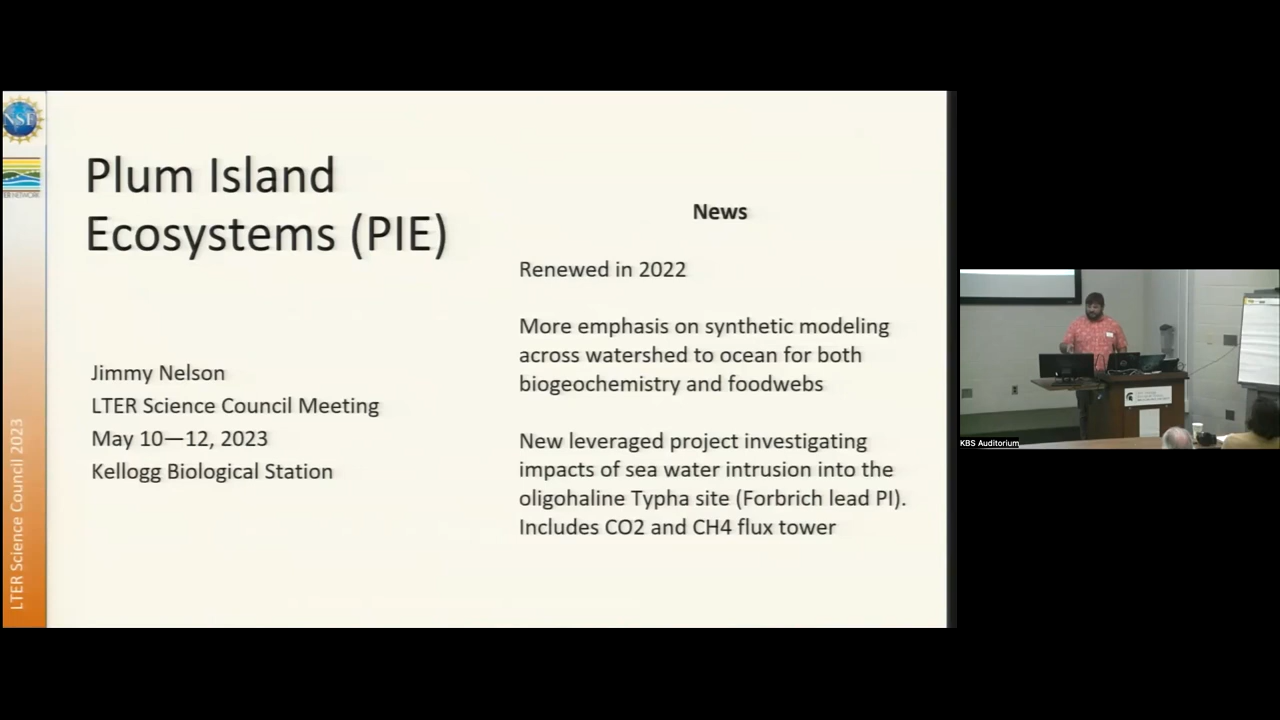 NSF
LTER Science Council 2023
Plum Island
Ecosystems (PIE)
Jimmy Nelson
LTER Science Council Meeting
May 10—12, 2023
Kellogg Biological Station
News
Renewed in 2022
More emphasis on synthetic modeling
across watershed to ocean for both
biogeochemistry and foodwebs
New leveraged project investigating
impacts of sea water intrusion into the
oligohaline Typha site (Forbrich lead PI).
Includes CO2 and CH4 flux tower
KBS Auditorium